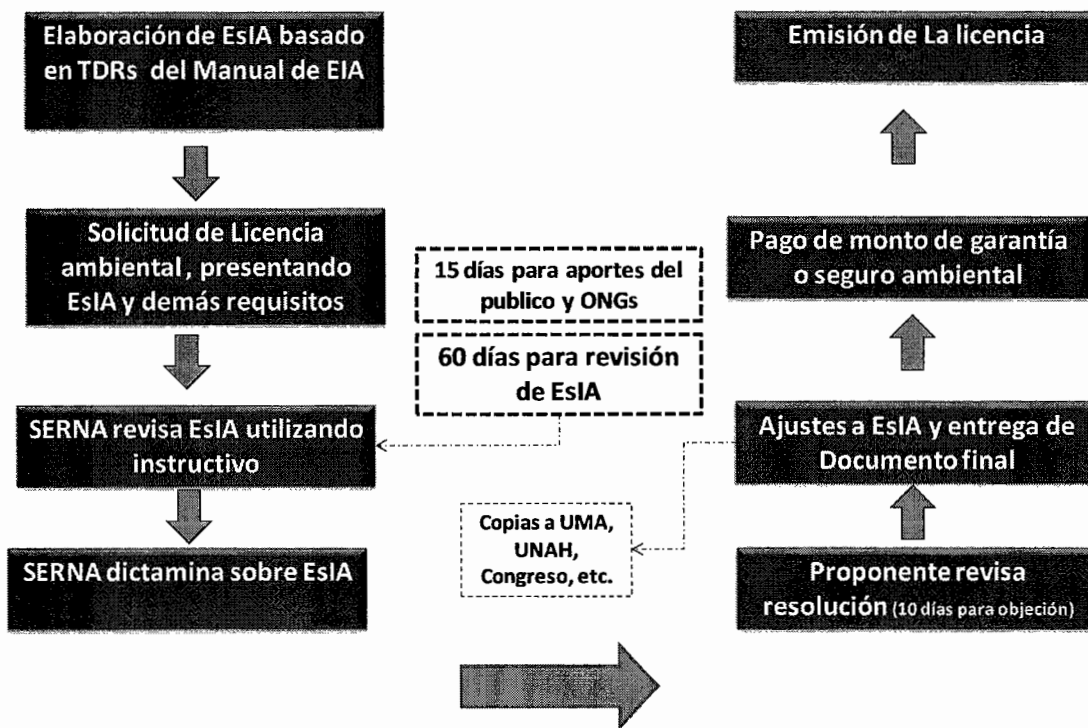 Elaboración de EsIA basado
en TDRs del Manual de EIA
Solicitud de Licencia
ambiental, presentando
EsIA y demás requisitos
SERNA revisa EsIA utilizando
instructivo
SERNA dictamina sobre EsIA
15 días para aportes del
publico y ONGs
60 días para revisión
de EsIA
Copias a UMA,
UNAH,
Congreso, etc.
Emisión de La licencia
Pago de monto de garantía
o seguro ambiental
Ajustes a EsIA y entrega de
Documento final
Proponente revisa
resolución (10 días para objeción)